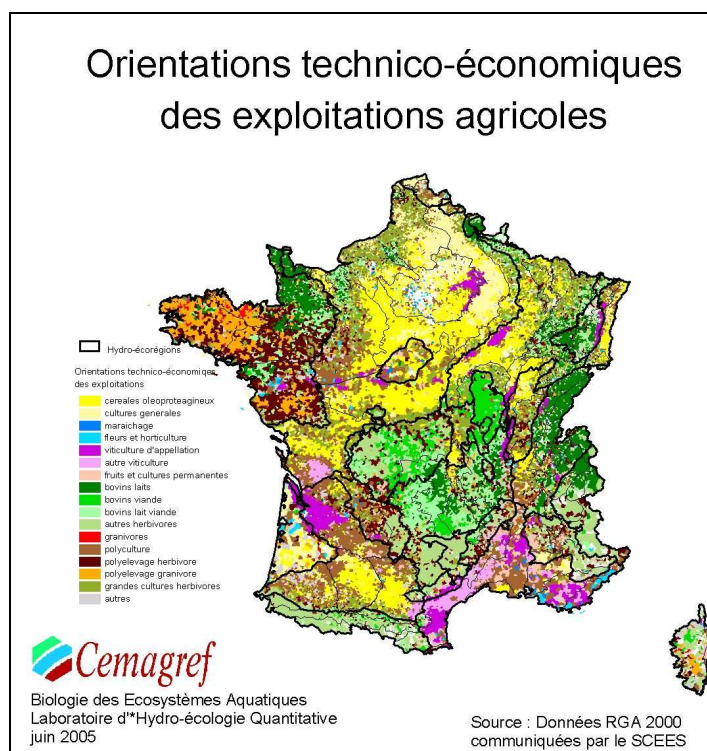 Orientations technico-économiques
des exploitations agricoles
Hydro-écorégions
Orientations technico-économiques
des exploitations
cereales oleoproteagineux
cultures generales
maraichage
fleurs et horticulture
viticulture d'appellation
autre viticulture
fruits et cultures permanentes
bovins laits
bovins viande
bovins lait viande
autres herbivores
granivores
polyculture
polyelevage herbivore
polyelevage granivore
grandes cultures herbivores
autres
Cemagref
Biologie des Ecosystèmes Aquatiques
Laboratoire d'*Hydro-écologie Quantitative
juin 2005
Source : Données RGA 2000
communiquées par le SCEES